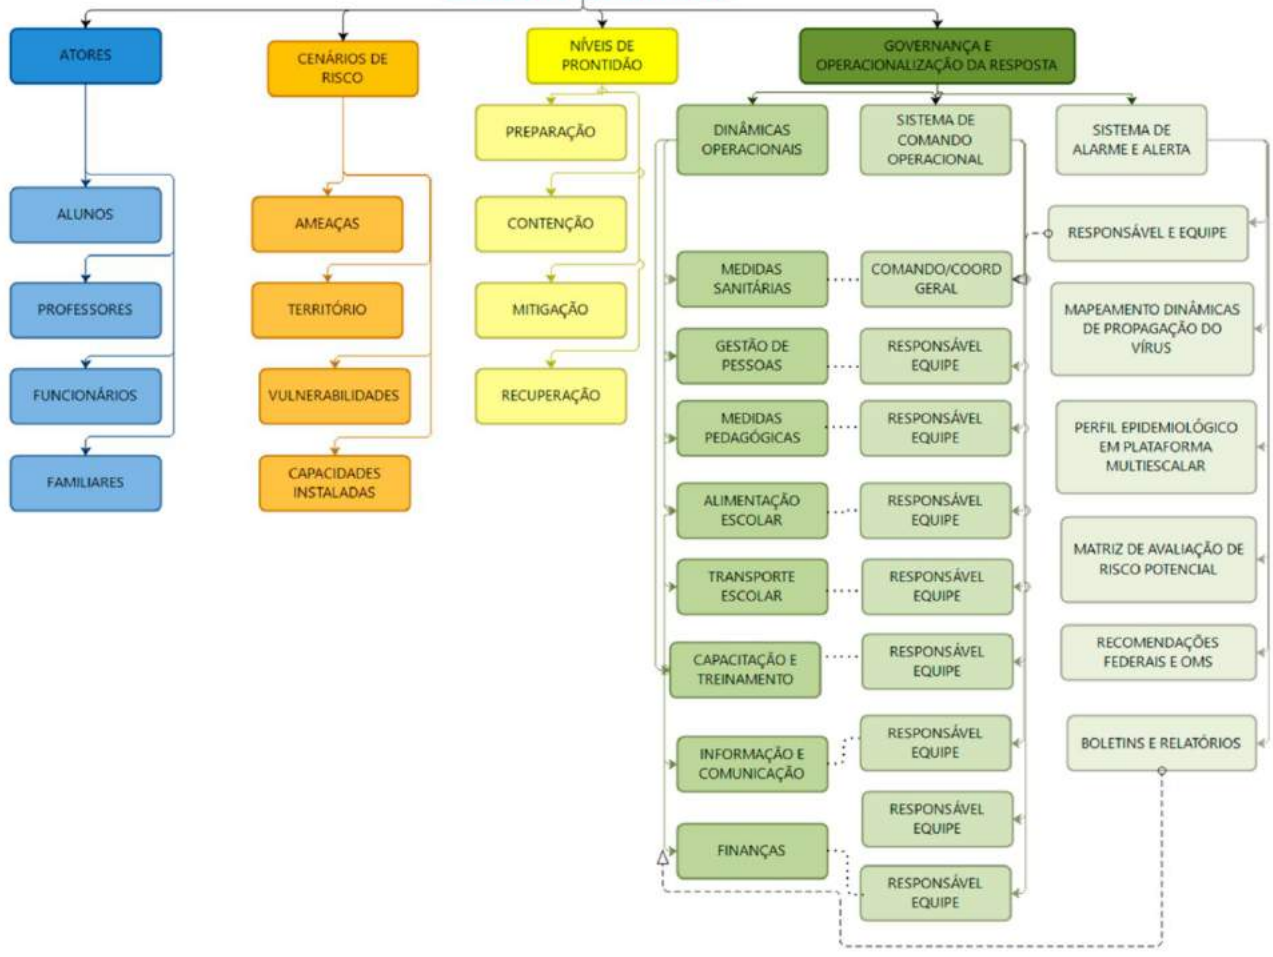 ATORES
CENÁRIOS DE
RISCO
NÍVEIS DE
PRONTIDÃO
GOVERNANÇA E
OPERACIONALIZAÇÃO DA RESPOSTA
ALUNOS
PROFESSORES
FUNCIONÁRIOS
FAMILIARES
AMEAÇAS
TERRITÓRIO
VULNERABILIDADES
CAPACIDADES
INSTALADAS
PREPARAÇÃO
CONTENÇÃO
MITIGAÇÃO
RECUPERAÇÃO
DINÂMICAS
OPERACIONAIS
MEDIDAS
SANITÁRIAS
GESTÃO DE
PESSOAS
MEDIDAS
PEDAGÓGICAS
ALIMENTAÇÃO
ESCOLAR
TRANSPORTE
ESCOLAR
CAPACITAÇÃO E
TREINAMENTO
INFORMAÇÃO E
COMUNICAÇÃO
FINANÇAS
SISTEMA DE
COMANDO
OPERACIONAL
COMANDO/COORD
GERAL
RESPONSÁVEL
EQUIPE
RESPONSÁVEL
EQUIPE
RESPONSÁVEL
EQUIPE
RESPONSÁVEL
EQUIPE
RESPONSÁVEL
EQUIPE
RESPONSÁVEL
EQUIPE
RESPONSÁVEL
EQUIPE
RESPONSÁVEL
EQUIPE
SISTEMA DE
ALARME E ALERTA
RESPONSÁVEL E EQUIPE
MAPEAMENTO DINÂMICAS
DE PROPAGAÇÃO DO
VÍRUS
PERFIL EPIDEMIOLÓGICO
EM PLATAFORMA
MULTIESCALAR
MATRIZ DE AVALIAÇÃO DE
RISCO POTENCIAL
RECOMENDAÇÕES
FEDERAIS E OMS
BOLETINS E RELATÓRIOS